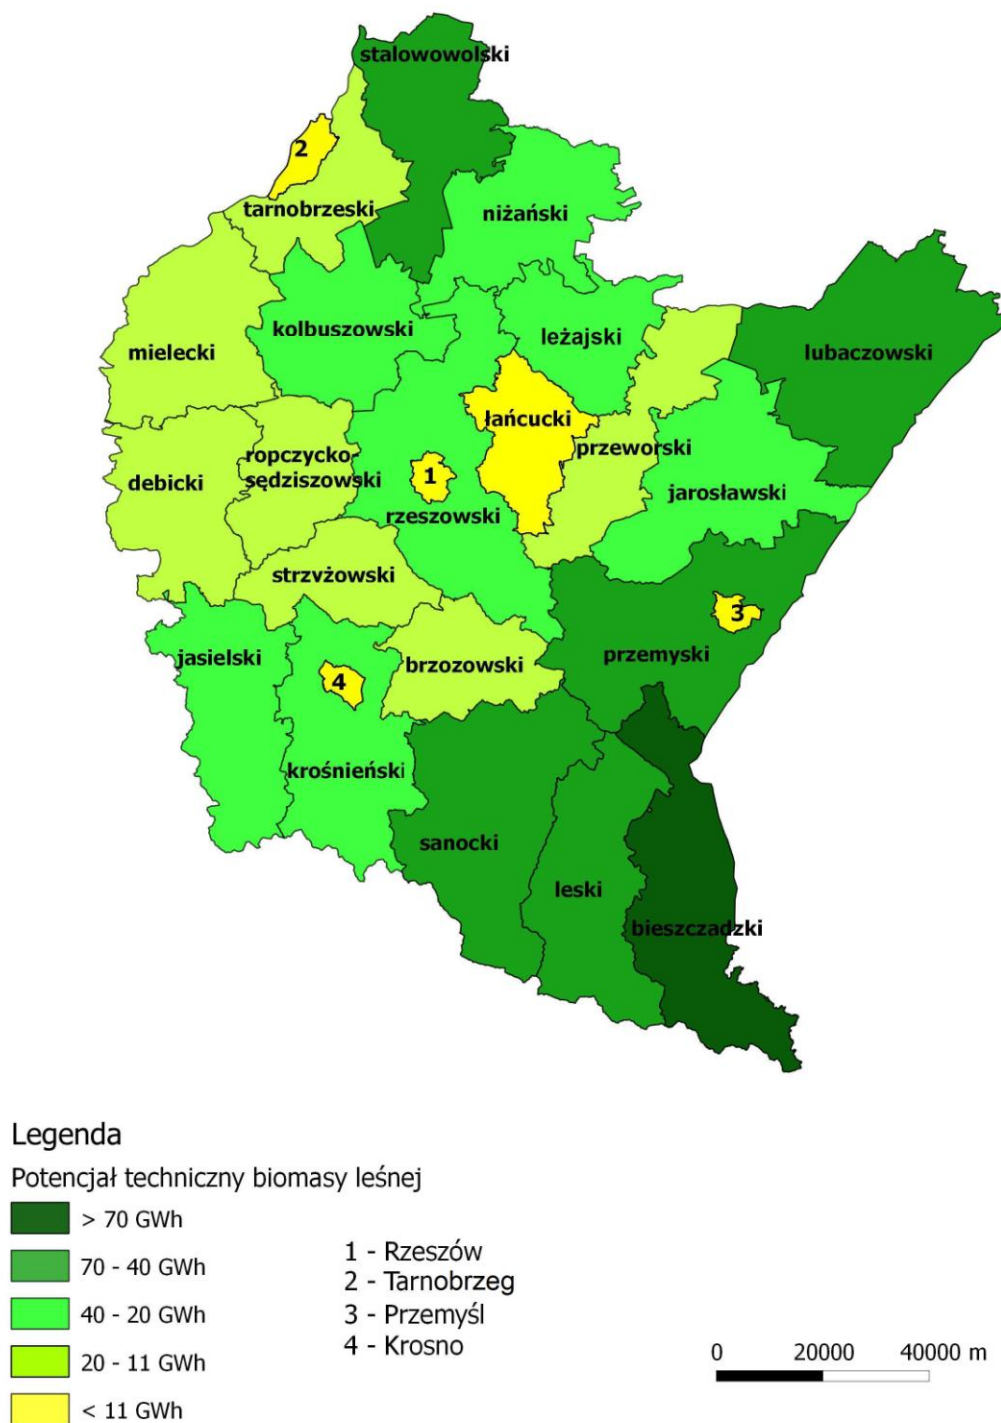 stalowowolski
2
tarnobrzeski
niżański
kolbuszowski
leżajski
mielecki
lubaczowski
łańcucki
ropczycko-
sędziszowski
przeworski
debicki
1
jarosławski
rzeszowski
strzvżowski
3
jasielski
brzozowski
przemyski
4
krośnieński
sanocki
leski
bieszczadzki
Legenda
Potencjał techniczny biomasy leśnej
> 70 GWh
70 - 40 GWh
40 - 20 GWh
20 - 11 GWh
< 11 GWh
1 - Rzeszów
2 - Tarnobrzeg
3 - Przemyśl
4 - Krosno
0 20000 40000 m